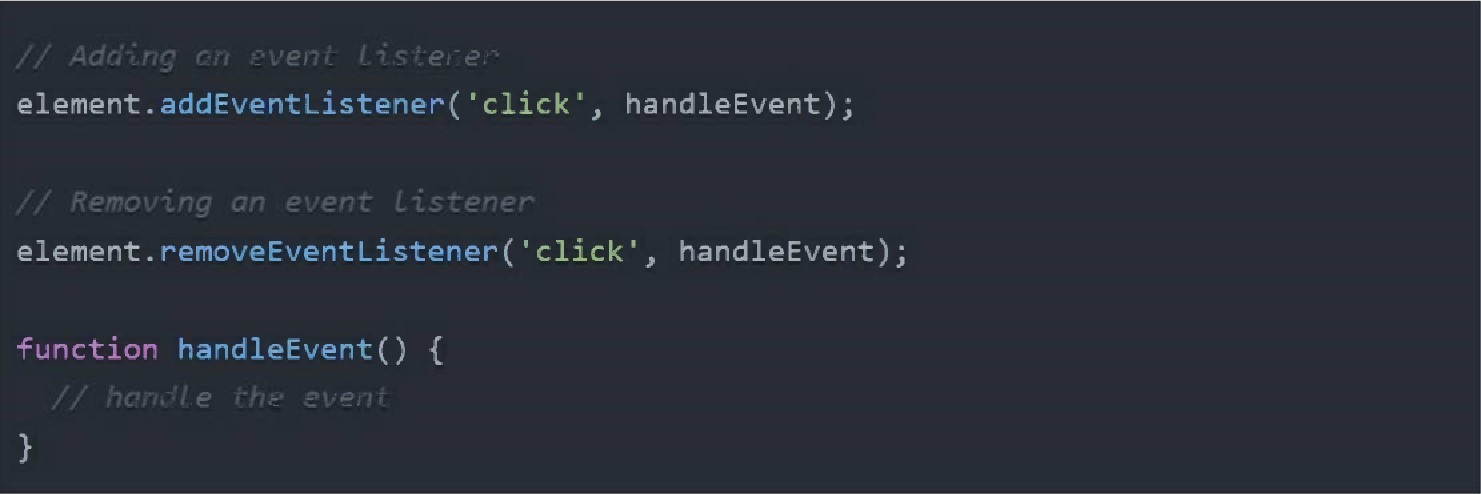 // Adding an event listener
element.addEventListener('click', handleEvent);
// Removing an event listener
element.removeEventListener('click', handleEvent);
function handleEvent() {
// handle the event
}